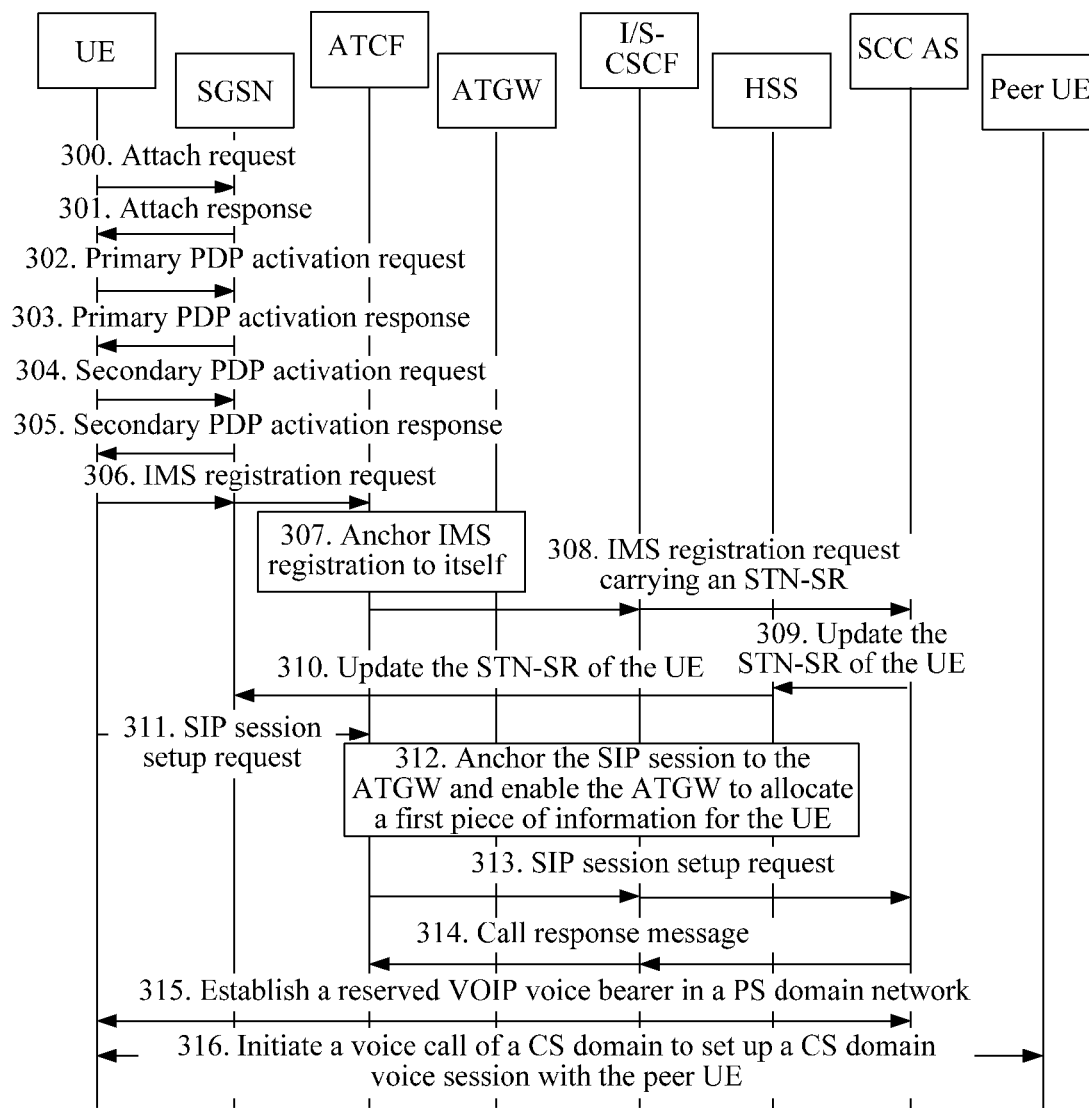 UE
SGSN
ATCF
ATGW
I/S-
CSCF
HSS
SCC AS
Peer UE
300. Attach request
301. Attach response
302. Primary PDP activation request
303. Primary PDP activation response
304. Secondary PDP activation request
305. Secondary PDP activation response
306. IMS registration request
307. Anchor IMS
registration to itself
308. IMS registration request
carrying an STN-SR
309. Update the
STN-SR of the UE
310. Update the STN-SR of the UE
311. SIP session
setup request
312. Anchor the SIP session to the
ATGW and enable the ATGW to allocate
a first piece of information for the UE
313. SIP session setup request
314. Call response message
315. Establish a reserved VOIP voice bearer in a PS domain network
316. Initiate a voice call of a CS domain to set up a CS domain
voice session with the peer UE